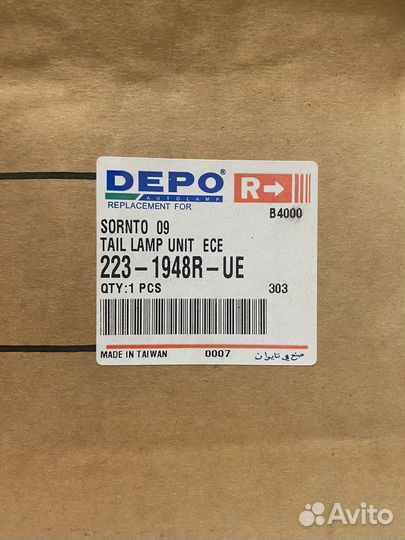 DEPO® R
AUTOLAMP
REPLACEMENT FOR B4000
SORNTO 09
TAIL LAMP UNIT ECE
223-1948R-UE
QTY:1 PCS 303
MADE IN TAIWAN 0007 صنع في تايوان
Avito